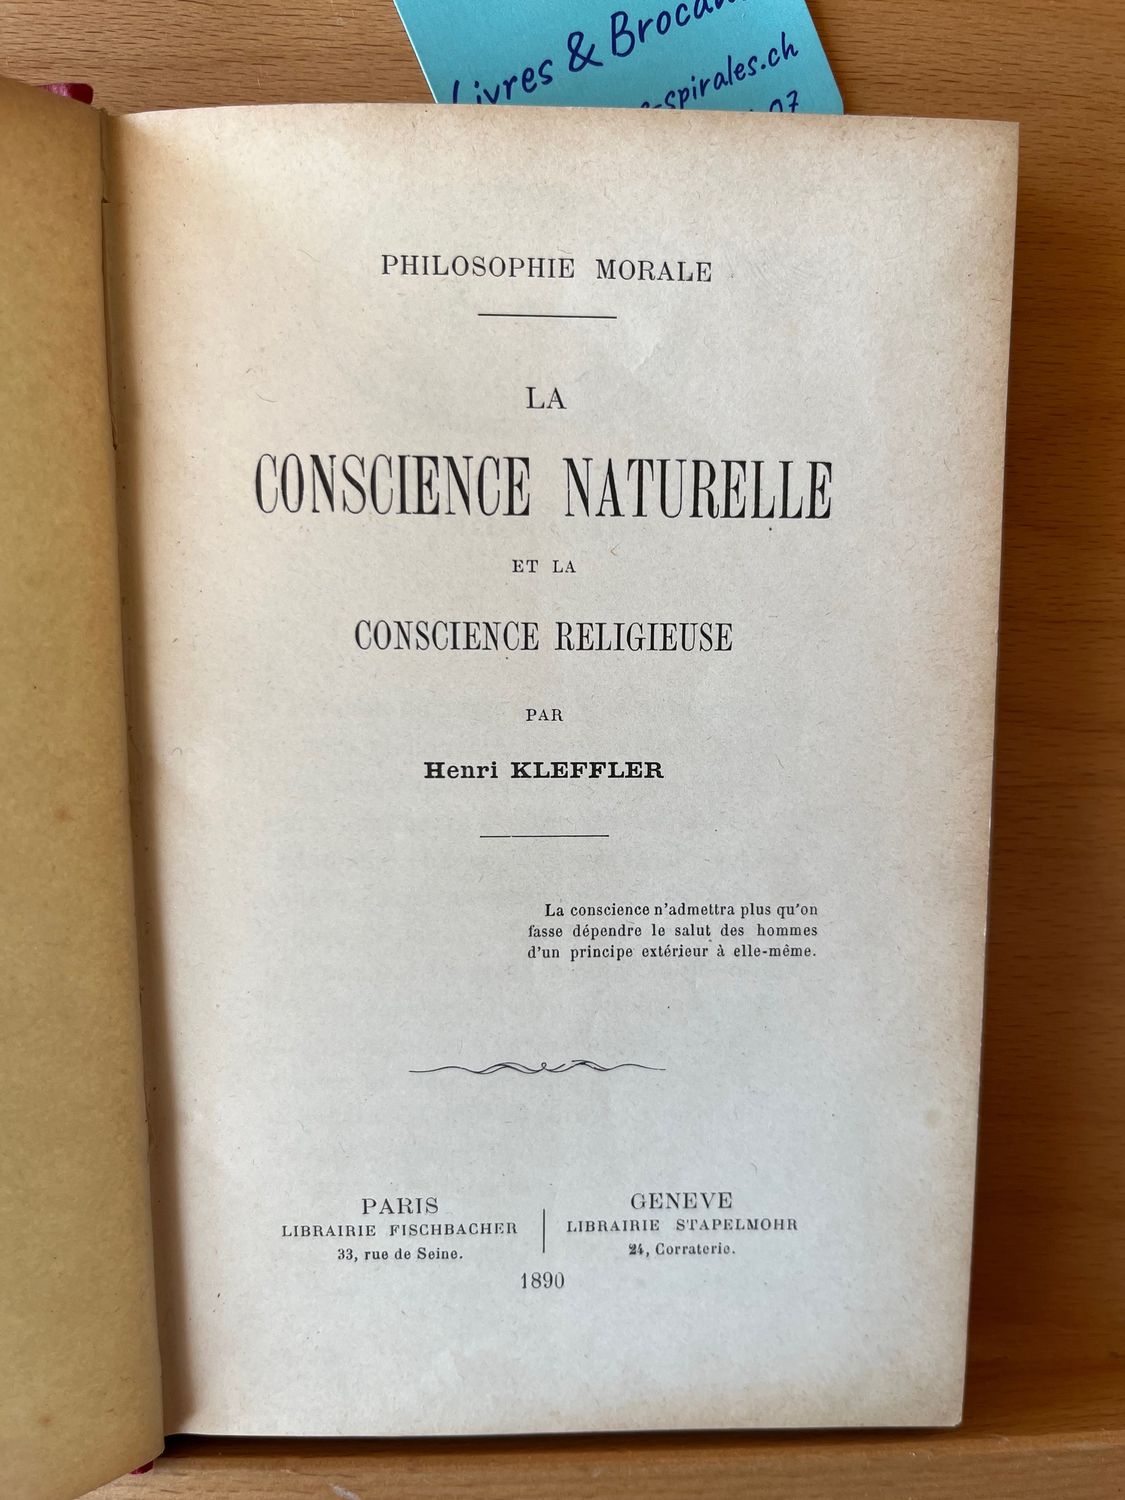 Livres & Brocan
-spirales.ch
07
PHILOSOPHIE MORALE
LA
CONSCIENCE NATURELLE
ET LA
CONSCIENCE RELIGIEUSE
PAR
Henri KLEFFLER
La conscience n'admettra plus qu'on
fasse dépendre le salut des hommes
d'un principe extérieur à elle-même.
PARIS
LIBRAIRIE FISCHBACHER
33, rue de Seine.
GENEVE
LIBRAIRIE STAPELMOHR
24, Corraterie.
1890